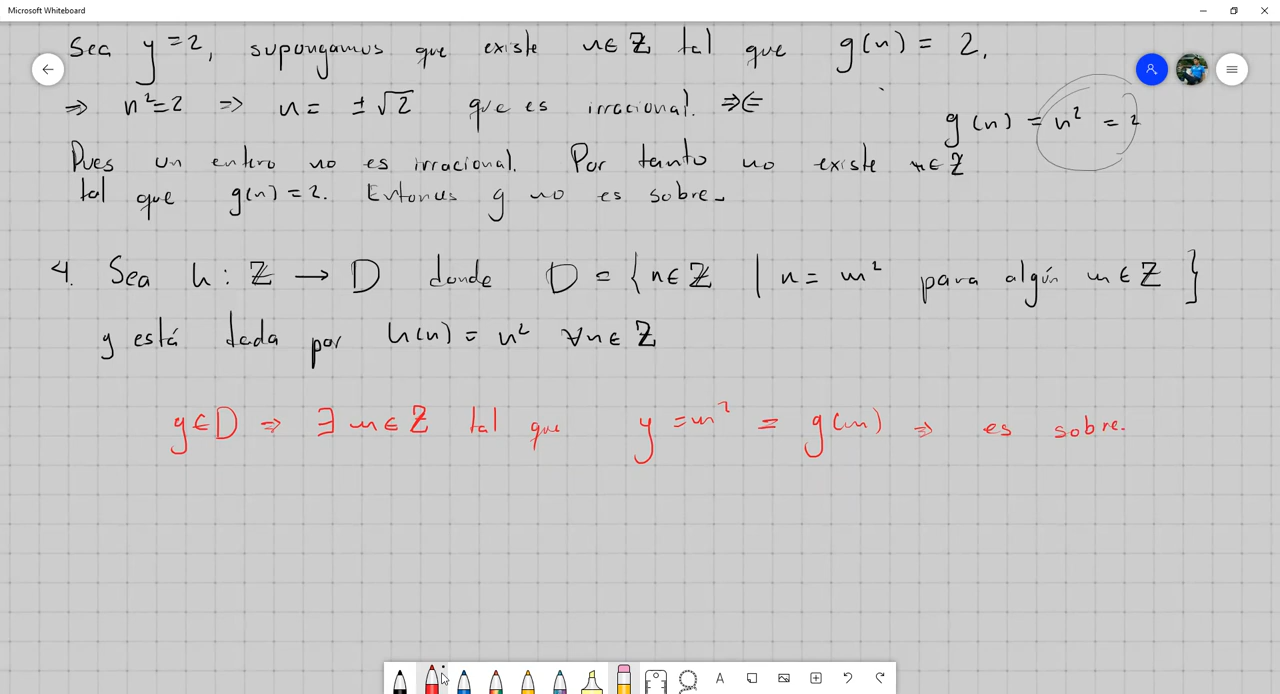 Microsoft Whiteboard
Sea y = 2, supongamos que existe n ∈ ℤ tal que g(n) = 2.
⇒ n² = 2 ⇒ n = ± √2 que es irracional. ⇒⇐
g(n) = n² = 2
Pues un entero no es irracional. Por tanto no existe n ∈ ℤ
tal que g(n) = 2. Entonces g no es sobre.
4. Sea h : ℤ → D donde D = { n ∈ ℤ | n = m² para algún m ∈ ℤ }
y está dada por h(n) = n² ∀n ∈ ℤ
y ∈ D ⇒ ∃ m ∈ ℤ tal que y = m² = g(m) ⇒ es sobre.